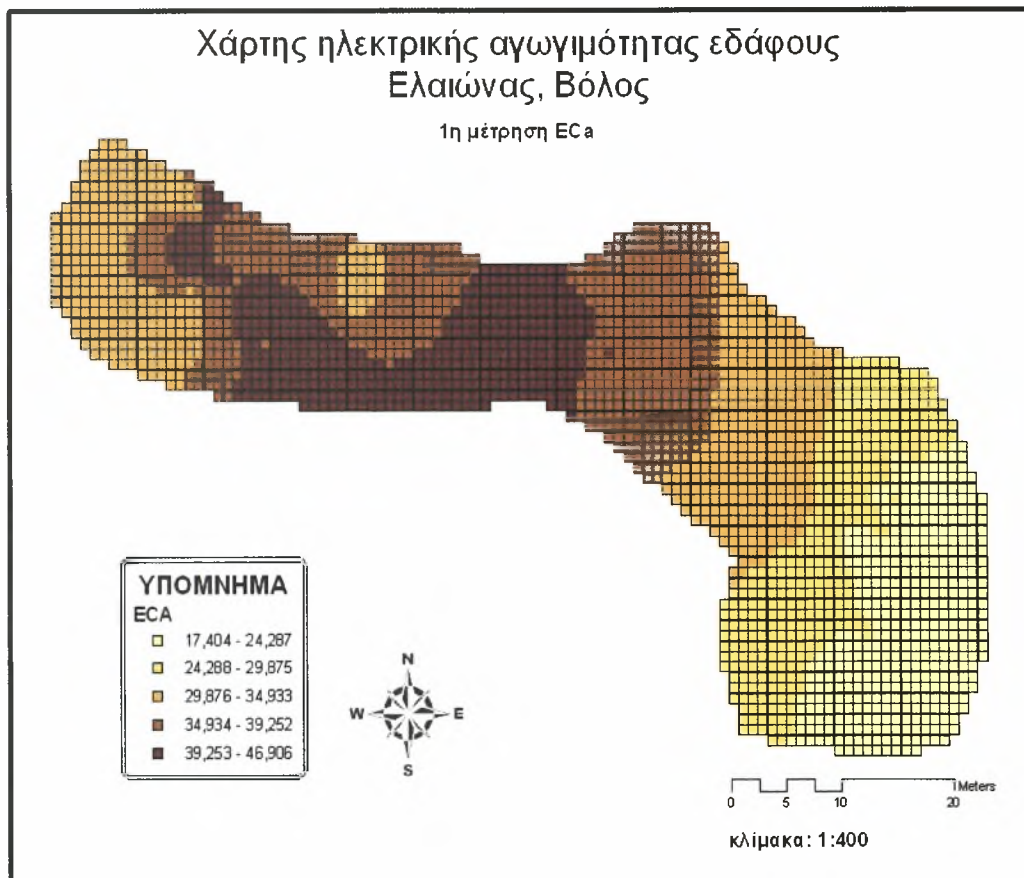 Χάρτης ηλεκτρικής αγωγιμότητας εδάφους
Ελαιώνας, Βόλος
1η μέτρηση ECa
ΥΠΟΜΝΗΜΑ
ECA
17,404 - 24,287
24,288 - 29,875
29,876 - 34,933
34,934 - 39,252
39,253 - 46,906
N
W E
S
Meters
0 5 10 20
κλίμακα: 1:400